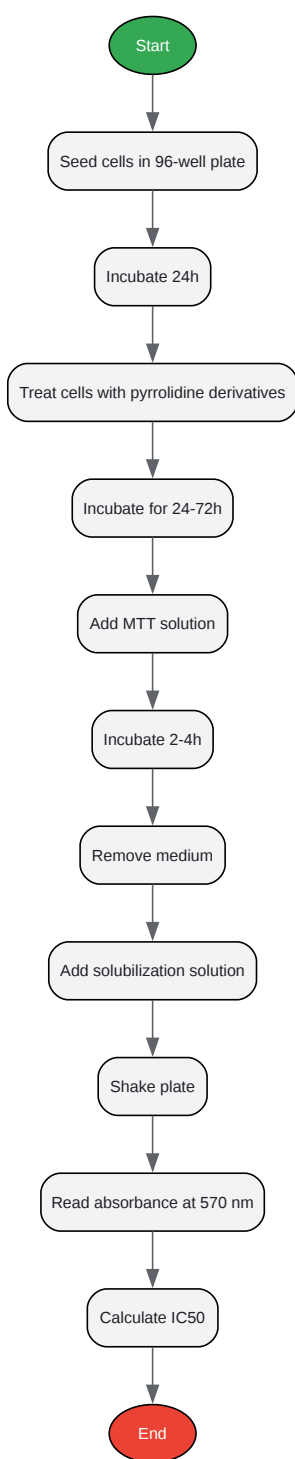 Start
Seed cells in 96-well plate
Incubate 24h
Treat cells with pyrrolidine derivatives
Incubate for 24-72h
Add MTT solution
Incubate 2-4h
Remove medium
Add solubilization solution
Shake plate
Read absorbance at 570 nm
Calculate IC50
End